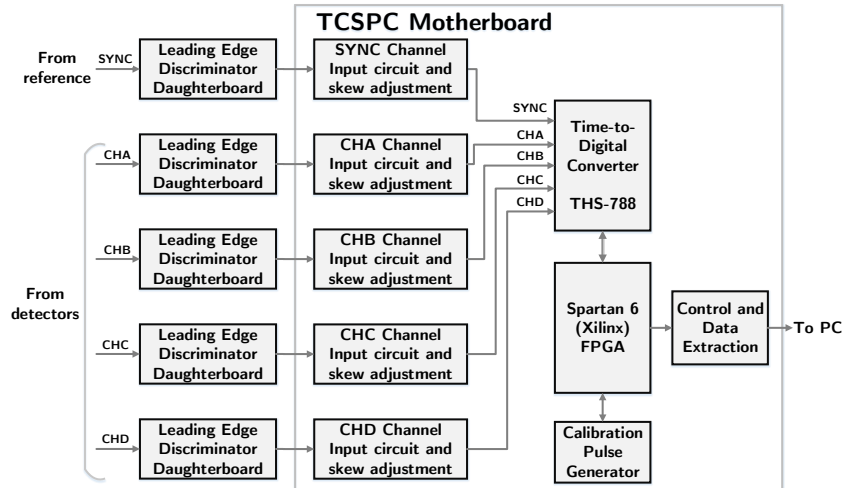 TCSPC Motherboard
From
reference
SYNC
Leading Edge
Discriminator
Daughterboard
SYNC Channel
Input circuit and
skew adjustment
From
detectors
CHA
Leading Edge
Discriminator
Daughterboard
CHA Channel
Input circuit and
skew adjustment
CHB
Leading Edge
Discriminator
Daughterboard
CHB Channel
Input circuit and
skew adjustment
CHC
Leading Edge
Discriminator
Daughterboard
CHC Channel
Input circuit and
skew adjustment
CHD
Leading Edge
Discriminator
Daughterboard
CHD Channel
Input circuit and
skew adjustment
SYNC
CHA
CHB
CHC
CHD
Time-to-
Digital
Converter
THS-788
Spartan 6
(Xilinx)
FPGA
Control and
Data
Extraction
To PC
Calibration
Pulse
Generator